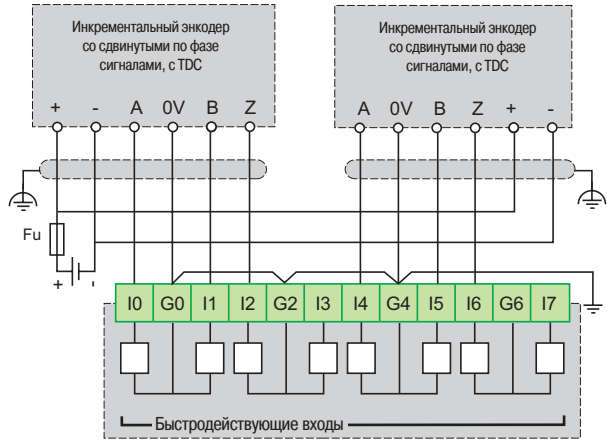 Инкрементальный энкодер
со сдвинутыми по фазе
сигналами, с TDC
+ - A 0V B Z
Инкрементальный энкодер
со сдвинутыми по фазе
сигналами, с TDC
A 0V B Z + -
Fu
+ -
I0 G0 I1 I2 G2 I3 I4 G4 I5 I6 G6 I7
Быстродействующие входы